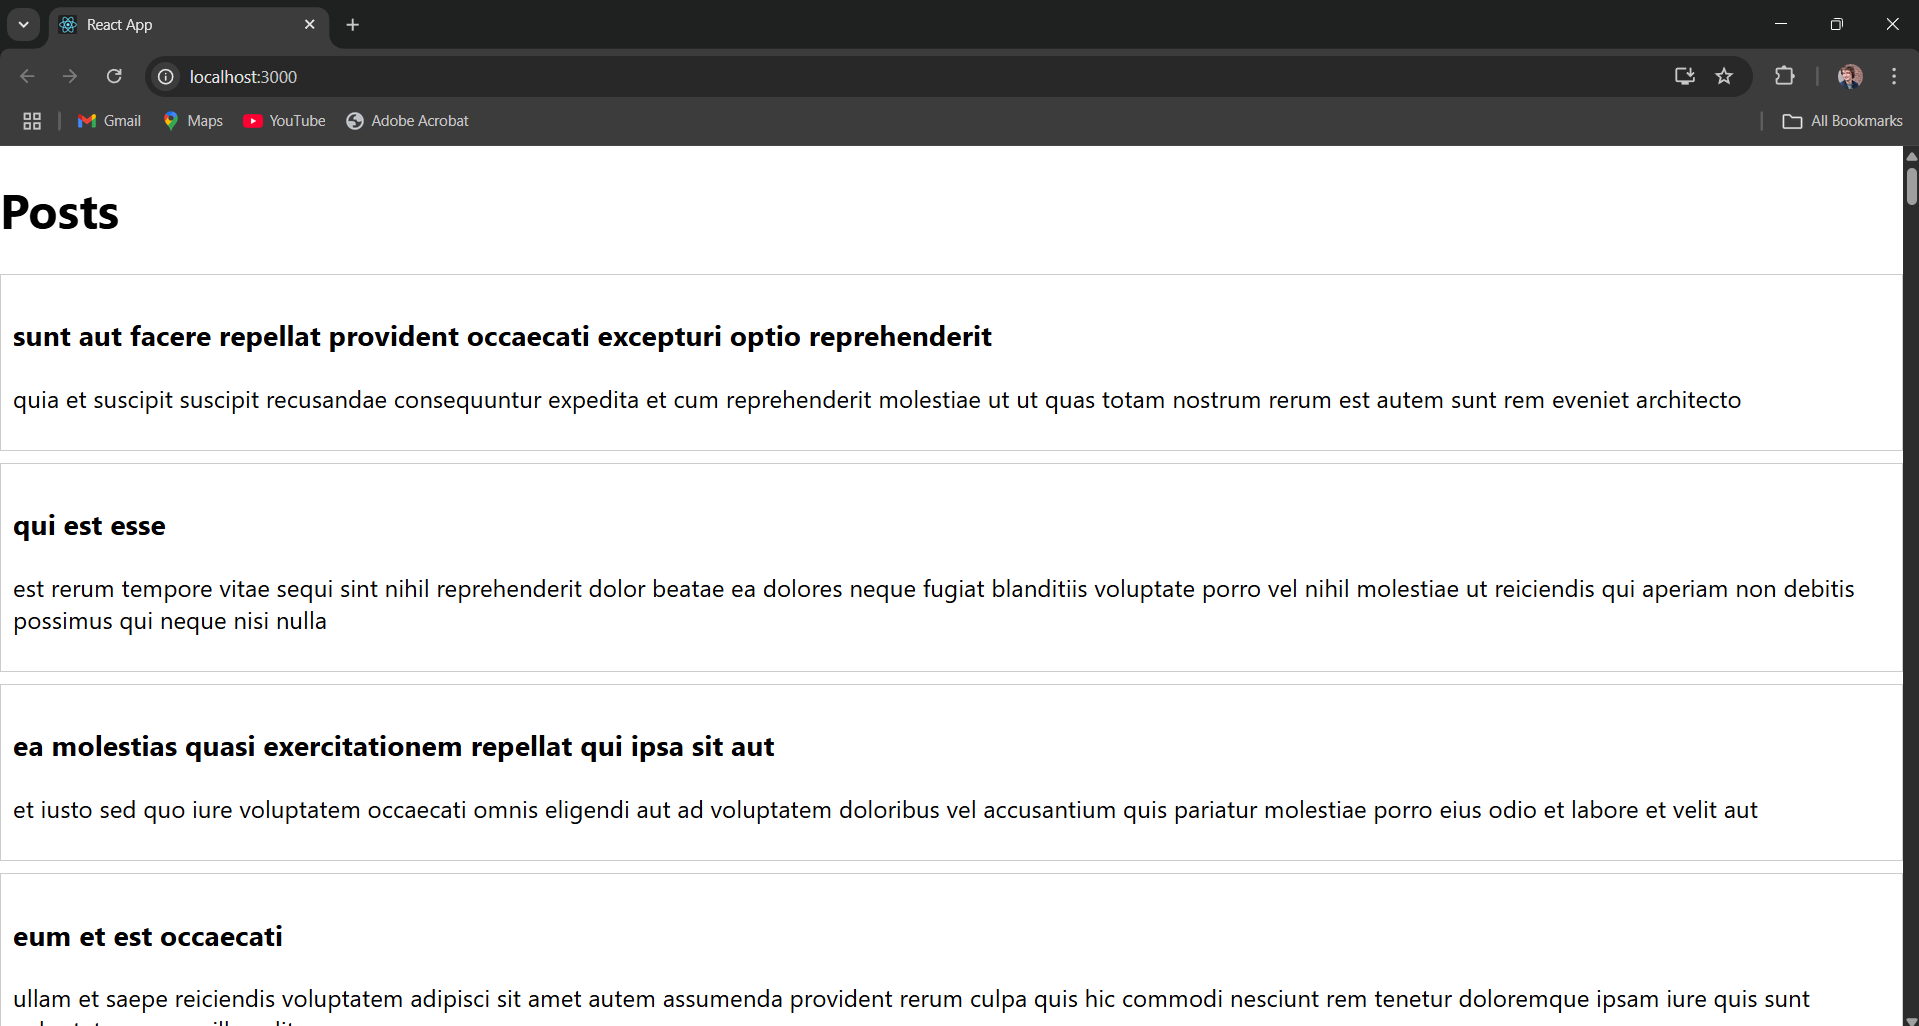 React App
localhost:3000
Gmail Maps YouTube Adobe Acrobat All Bookmarks
Posts
sunt aut facere repellat provident occaecati excepturi optio reprehenderit
quia et suscipit suscipit recusandae consequuntur expedita et cum reprehenderit molestiae ut ut quas totam nostrum rerum est autem sunt rem eveniet architecto
qui est esse
est rerum tempore vitae sequi sint nihil reprehenderit dolor beatae ea dolores neque fugiat blanditiis voluptate porro vel nihil molestiae ut reiciendis qui aperiam non debitis
possimus qui neque nisi nulla
ea molestias quasi exercitationem repellat qui ipsa sit aut
et iusto sed quo iure voluptatem occaecati omnis eligendi aut ad voluptatem doloribus vel accusantium quis pariatur molestiae porro eius odio et labore et velit aut
eum et est occaecati
ullam et saepe reiciendis voluptatem adipisci sit amet autem assumenda provident rerum culpa quis hic commodi nesciunt rem tenetur doloremque ipsam iure quis sunt